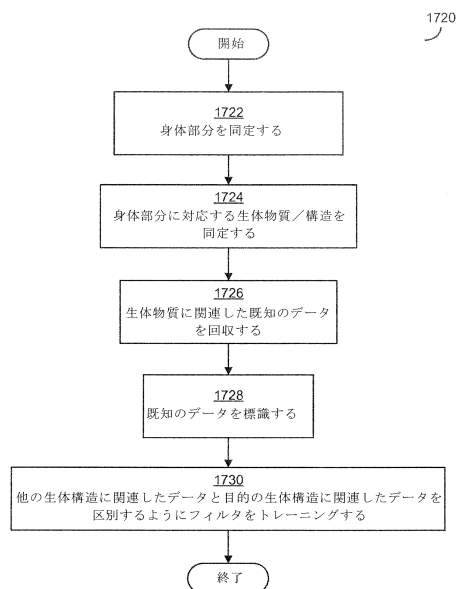 1720
開始
1722
身体部分を同定する
1724
身体部分に対応する生体物質／構造を
同定する
1726
生体物質に関連した既知のデータ
を回収する
1728
既知のデータを標識する
1730
他の生体構造に関連したデータと目的の生体構造に関連したデータを
区別するようにフィルタをトレーニングする
終了